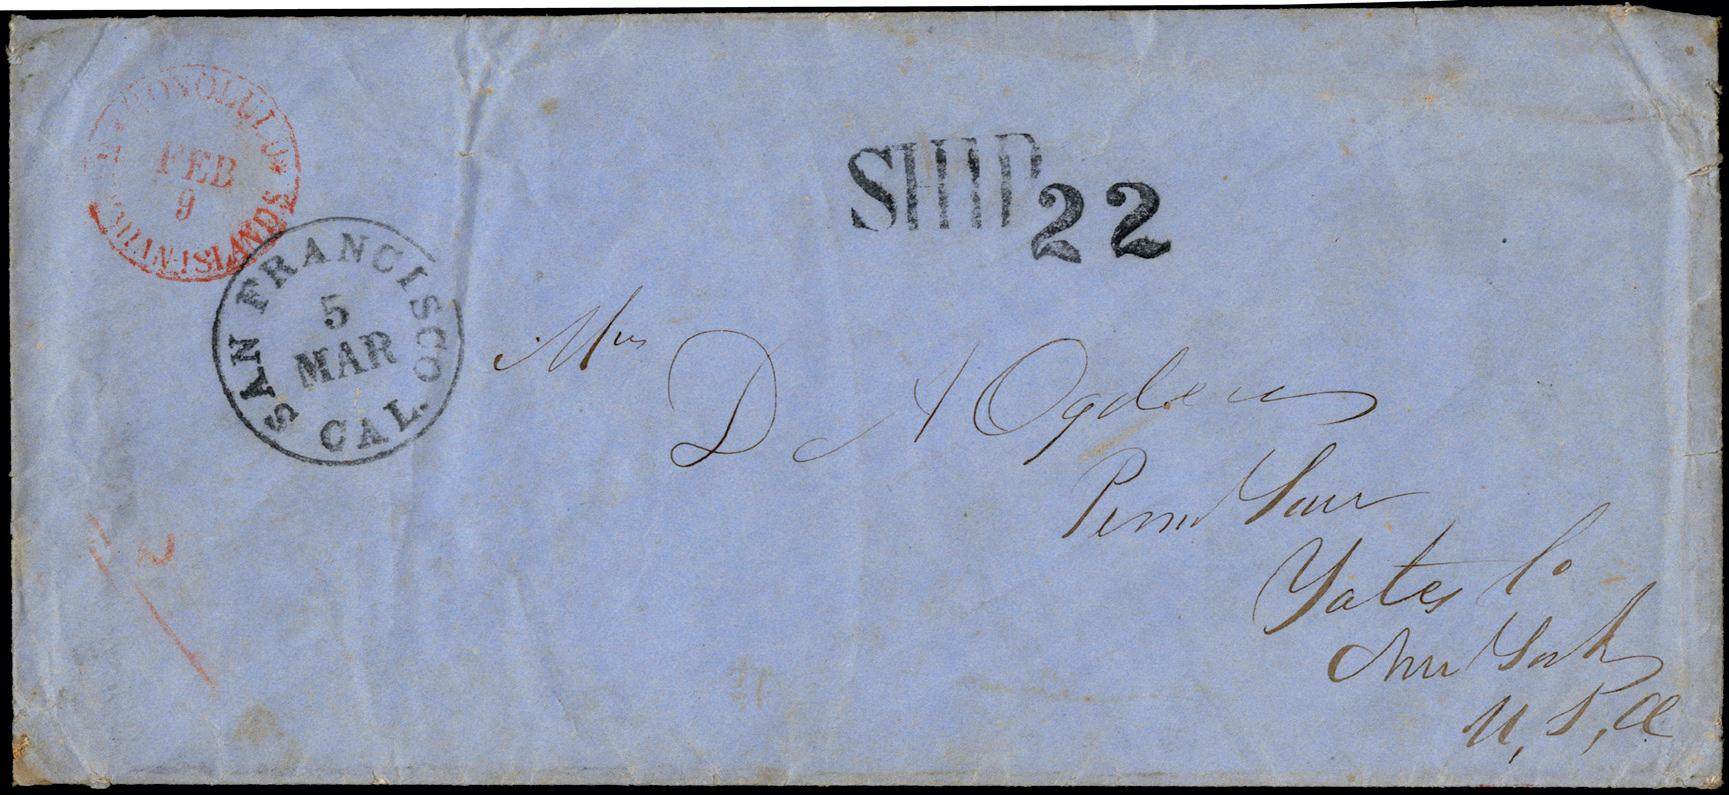 HONOLULU *
FEB
9
HAWAIIAN-ISLANDS
SAN FRANCISCO
5
MAR
CAL.
SHIP
22
Mrs
D A Ogden
Penn Yan
Yates Co
New York
U, S, A